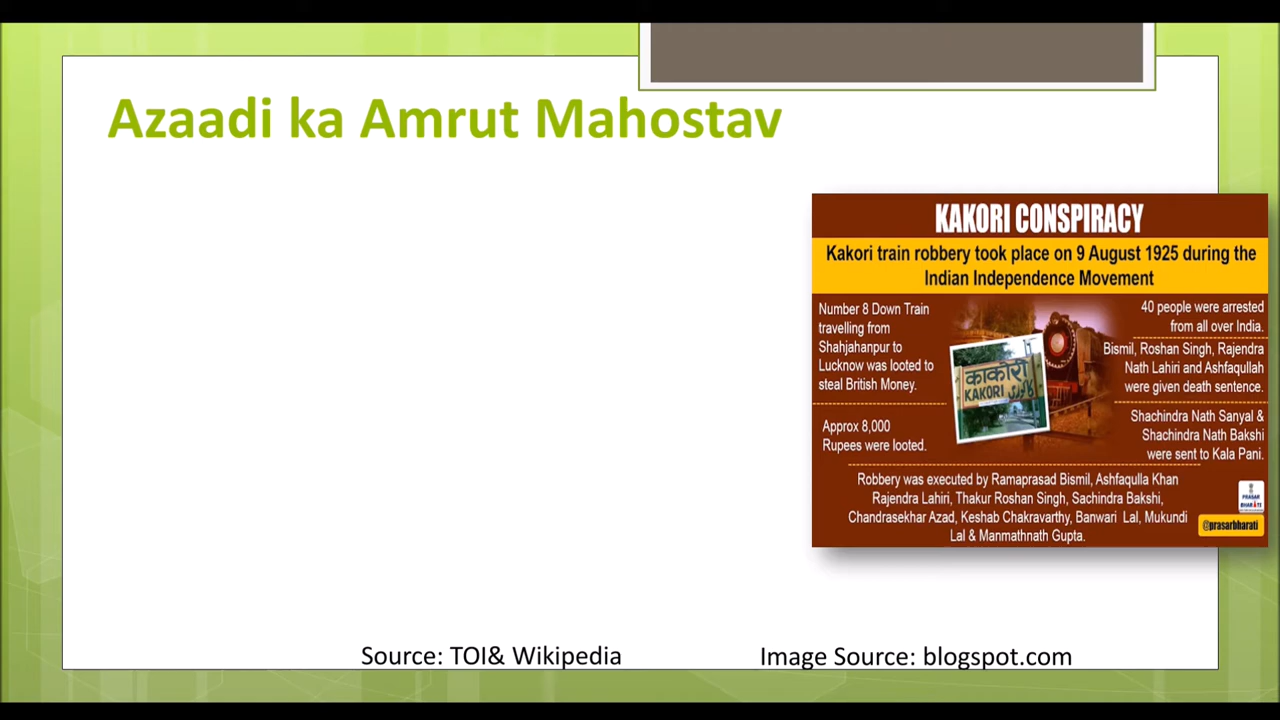 Azaadi ka Amrut Mahostav
KAKORI CONSPIRACY
Kakori train robbery took place on 9 August 1925 during the
Indian Independence Movement
Number 8 Down Train
travelling from
Shahjahanpur to
Lucknow was looted to
steal British Money.
Approx 8,000
Rupees were looted.
काकोरी
KAKORI کاکوری
40 people were arrested
from all over India.
Bismil, Roshan Singh, Rajendra
Nath Lahiri and Ashfaqullah
were given death sentence.
Shachindra Nath Sanyal &
Shachindra Nath Bakshi
were sent to Kala Pani.
Robbery was executed by Ramaprasad Bismil, Ashfaqulla Khan
Rajendra Lahiri, Thakur Roshan Singh, Sachindra Bakshi,
Chandrasekhar Azad, Keshab Chakravarthy, Banwari Lal, Mukundi
Lal & Manmathnath Gupta.
PRASAR
BHARATI
@prasarbharati
Source: TOI& Wikipedia
Image Source: blogspot.com